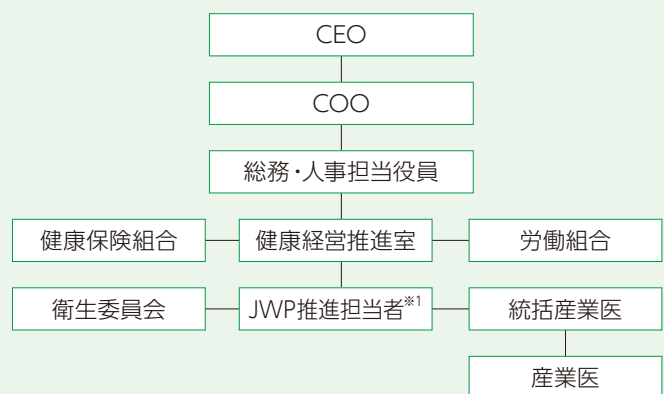 CEO
COO
総務・人事担当役員
健康保険組合
健康経営推進室
労働組合
衛生委員会
JWP推進担当者※1
統括産業医
産業医